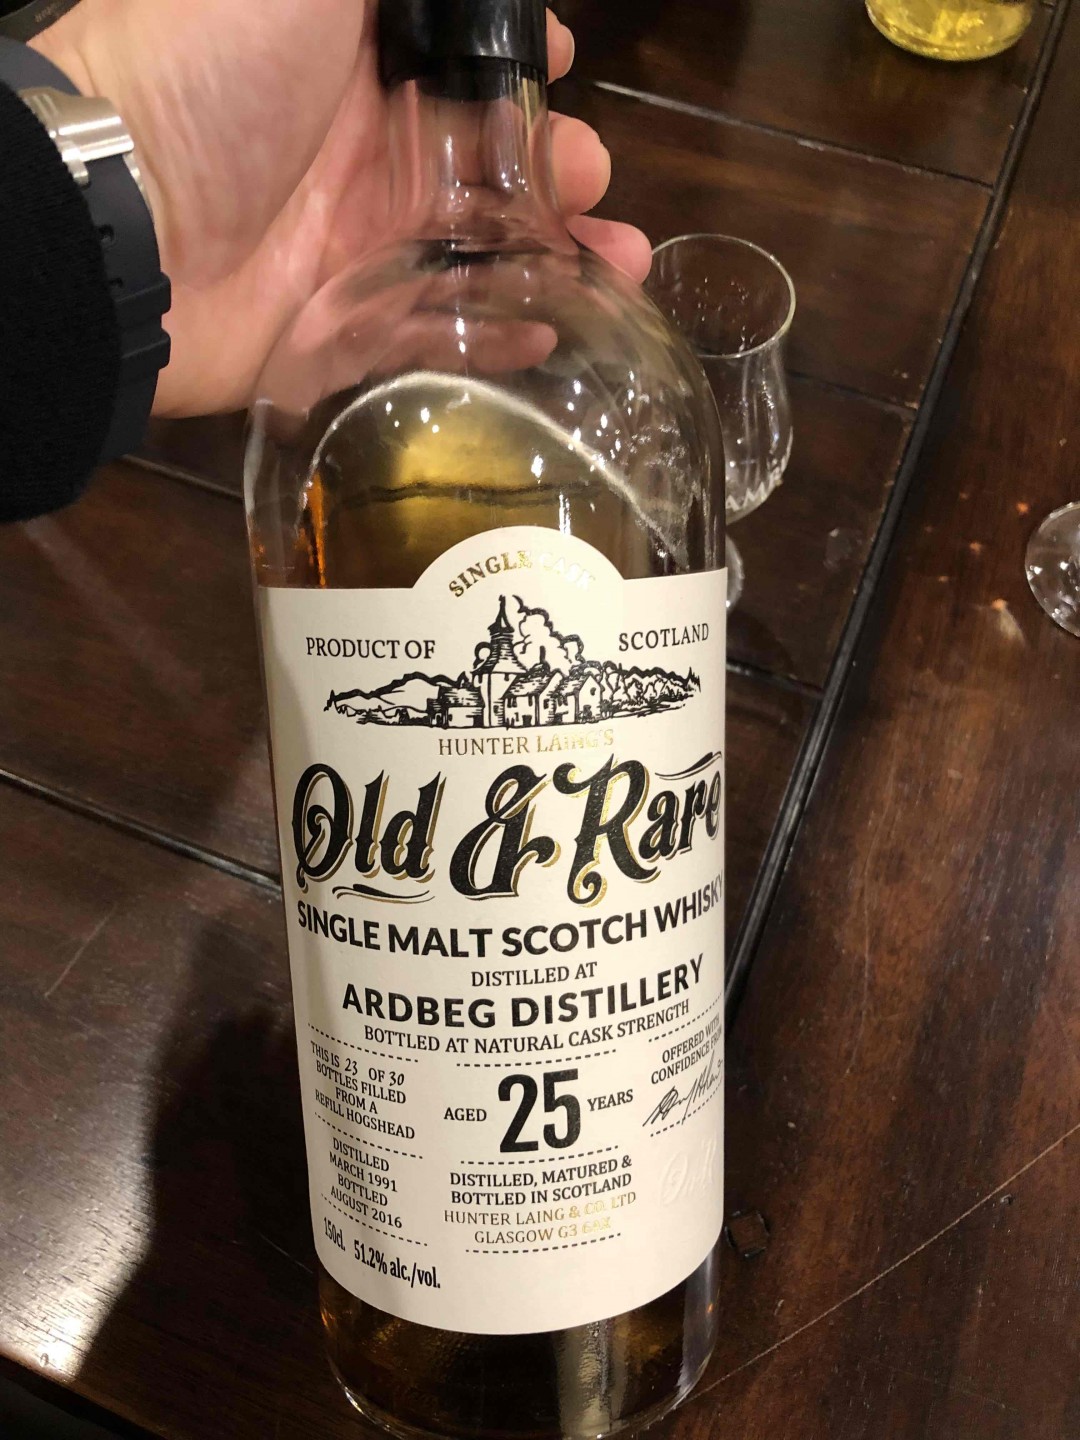 SINGLE CASK
PRODUCT OF SCOTLAND
HUNTER LAING'S
Old & Rare
SINGLE MALT SCOTCH WHISKY
DISTILLED AT
ARDBEG DISTILLERY
BOTTLED AT NATURAL CASK STRENGTH
THIS IS 23 OF 30
BOTTLES FILLED
FROM A
REFILL HOGSHEAD
DISTILLED
MARCH 1991
BOTTLED
AUGUST 2016
150cl. 51.2% alc./vol.
AGED 25 YEARS
DISTILLED, MATURED &
BOTTLED IN SCOTLAND
HUNTER LAING & CO. LTD
GLASGOW G3 6AX
OFFERED WITH
CONFIDENCE FROM